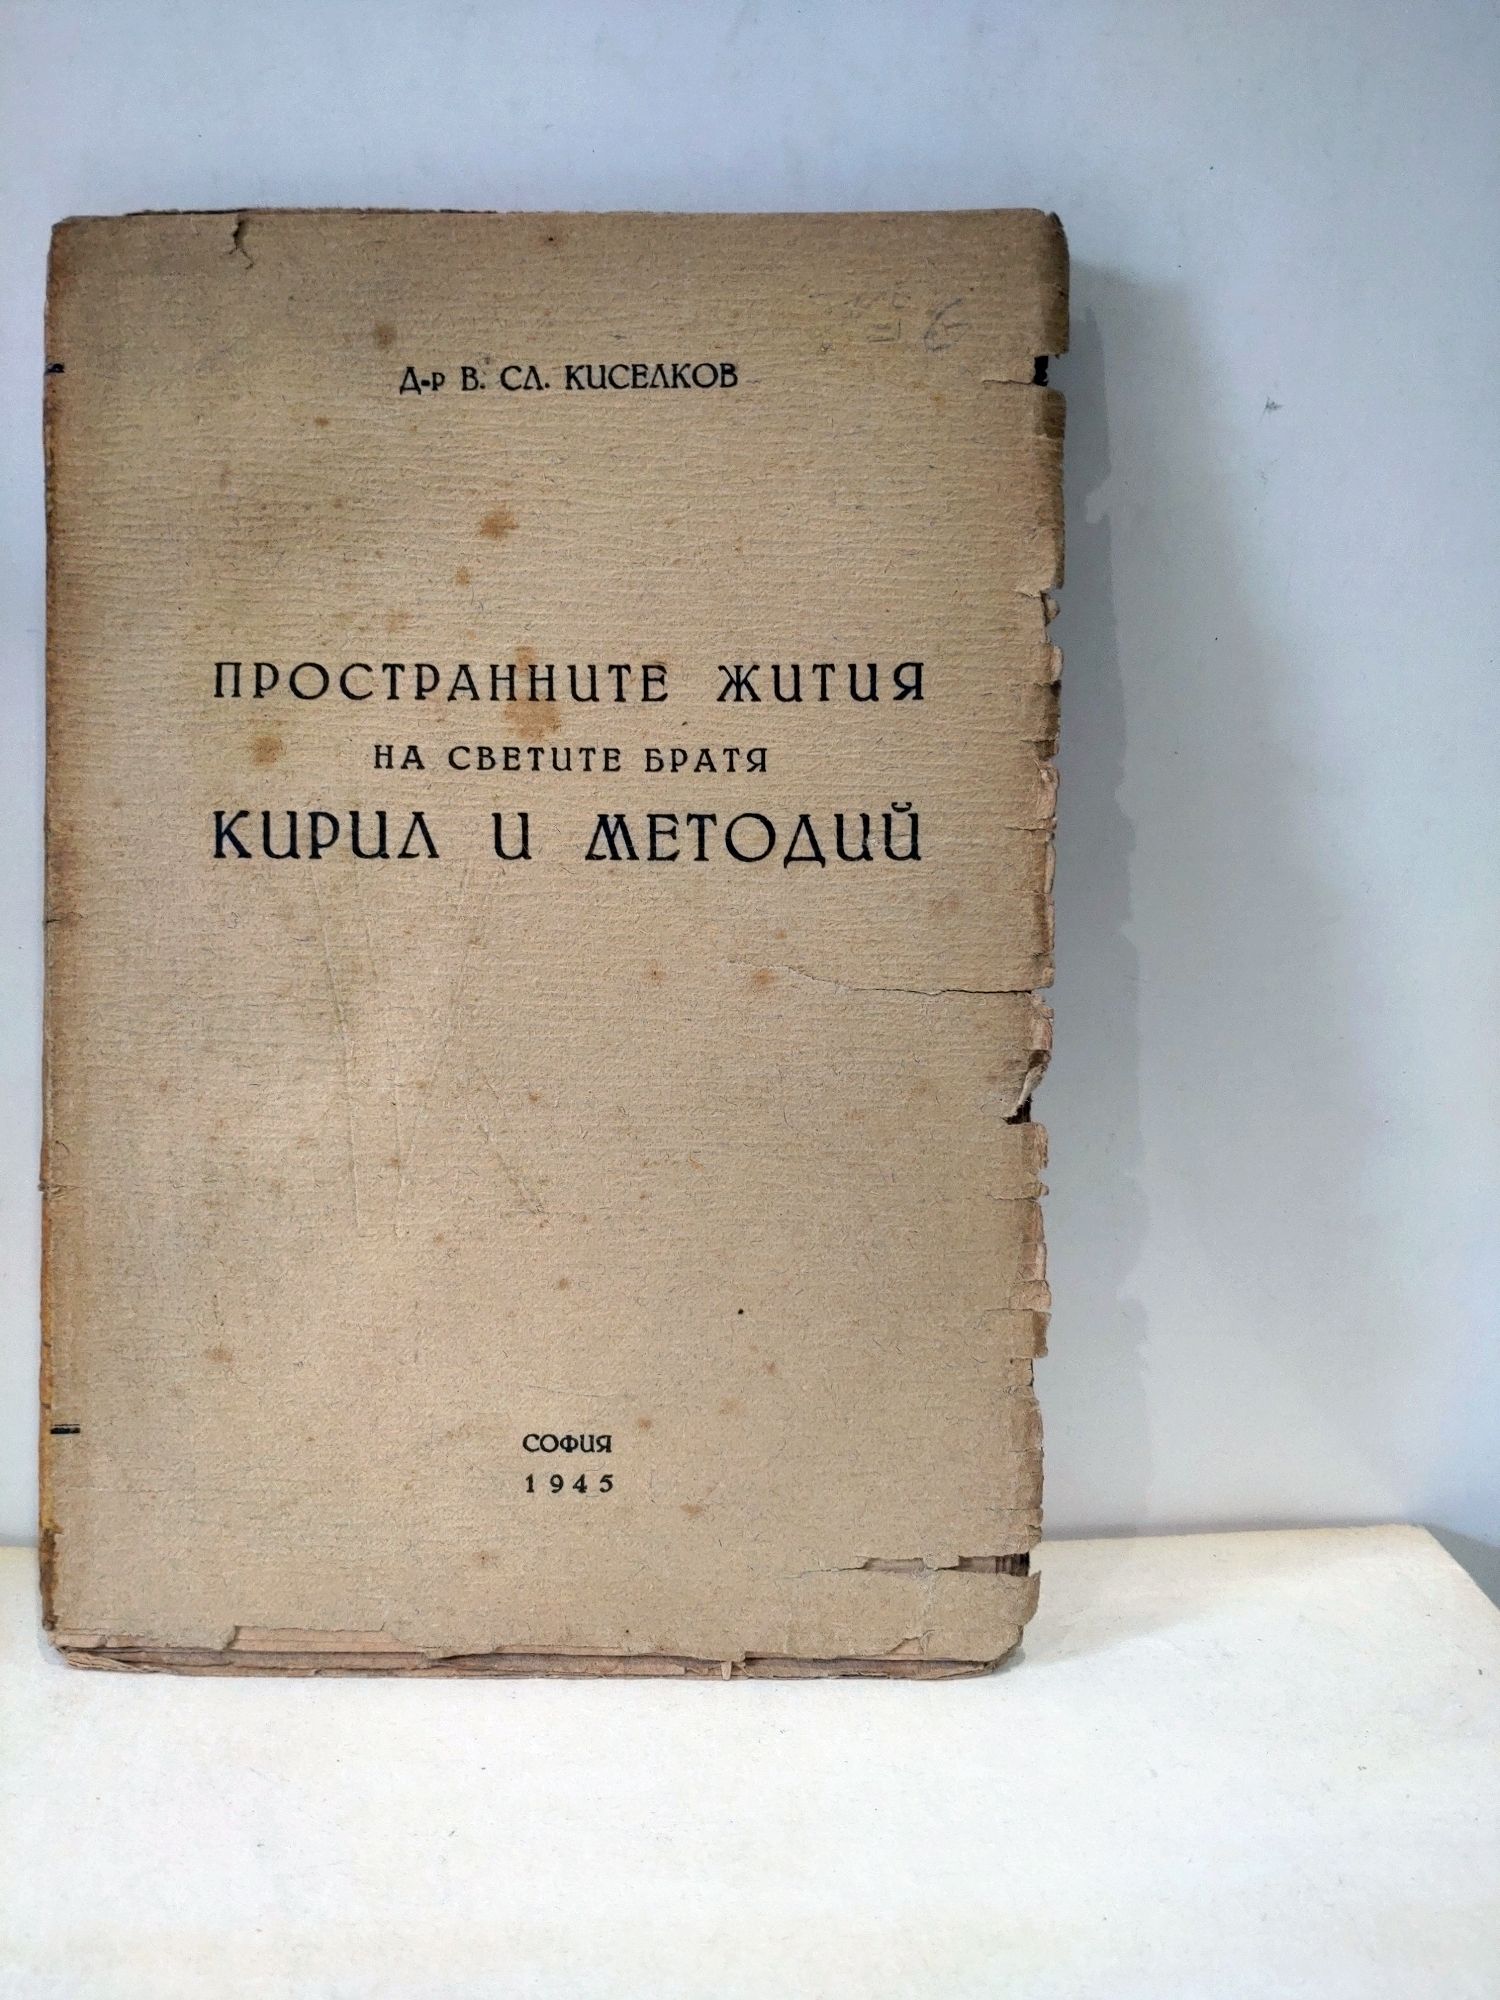 Д-р В. СЛ. КИСЕЛКОВ
ПРОСТРАННИТЕ ЖИТИЯ
НА СВЕТИТЕ БРАТЯ
КИРИЛ И МЕТОДИЙ
СОФИЯ
1945